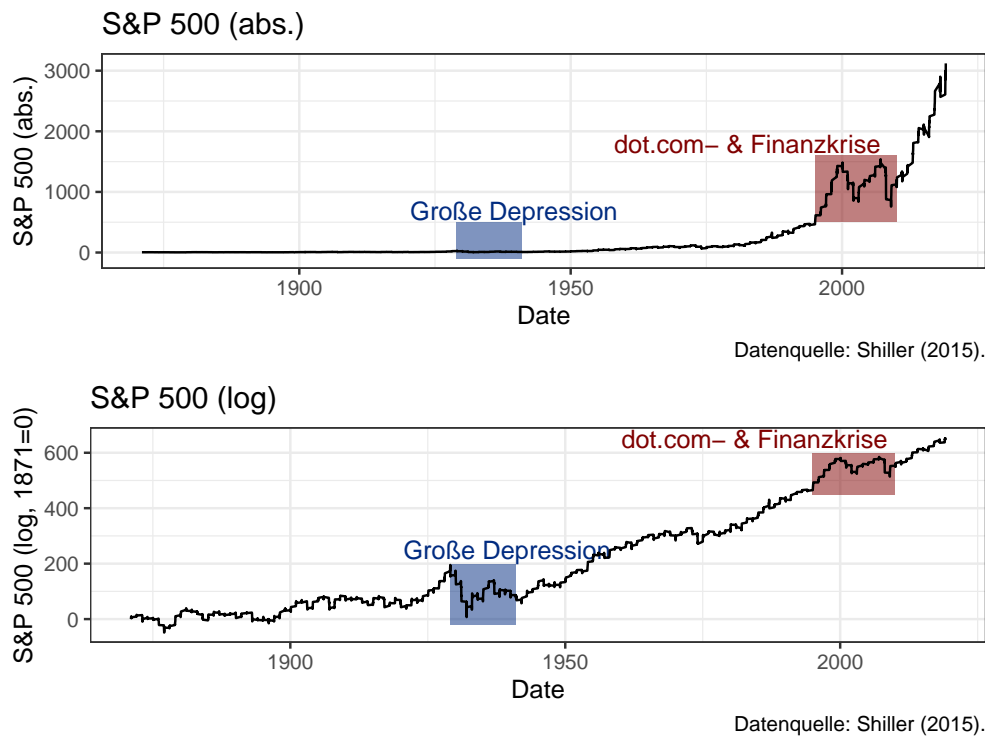 S&P 500 (abs.)
S&P 500 (abs.)
3000
2000
1000
0
dot.com− & Finanzkrise
Große Depression
1900
1950
2000
Date
Datenquelle: Shiller (2015).
S&P 500 (log)
S&P 500 (log, 1871=0)
600
400
200
0
dot.com− & Finanzkrise
Große Depression
1900
1950
2000
Date
Datenquelle: Shiller (2015).